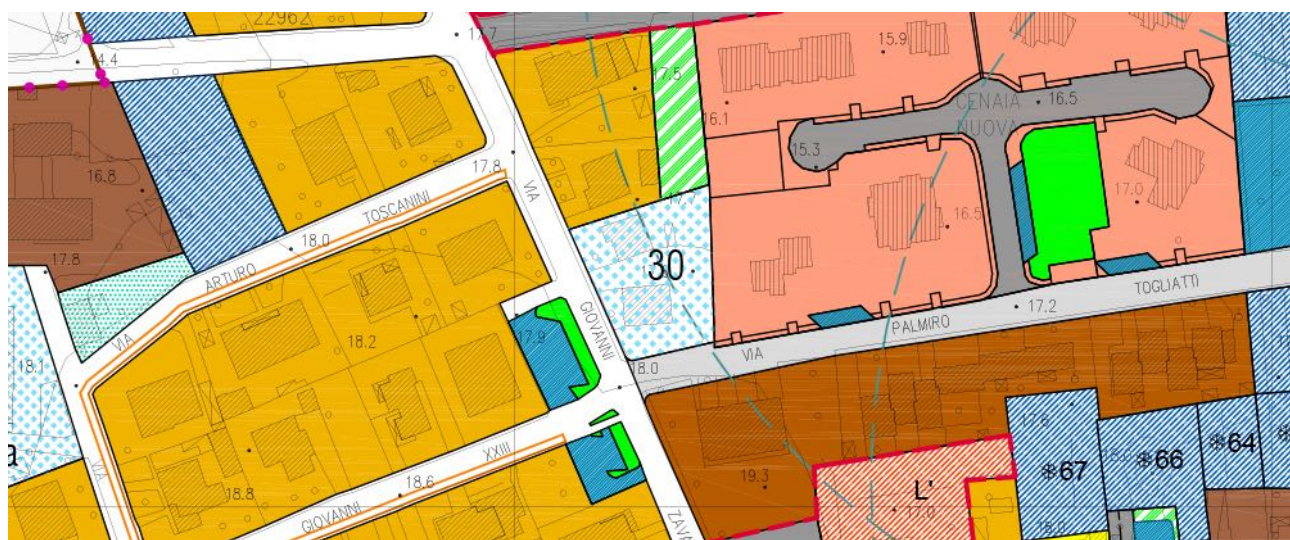 22962
17.7
14.4
15.9
17.5
16.1
CENAIA
NUOVA
16.5
15.3
17.8
VIA
16.8
TOSCANINI
17.0
18.0
16.5
17.8
ARTURO
30
TOGLIATTI
VIA
GIOVANNI
17.9
18.2
17.2
PALMIRO
VIA
18.1
18.0
VIA
XXIII
19.3
18.8
18.6
GIOVANNI
L'
17.0
67
66
64
18.0
ZAVA